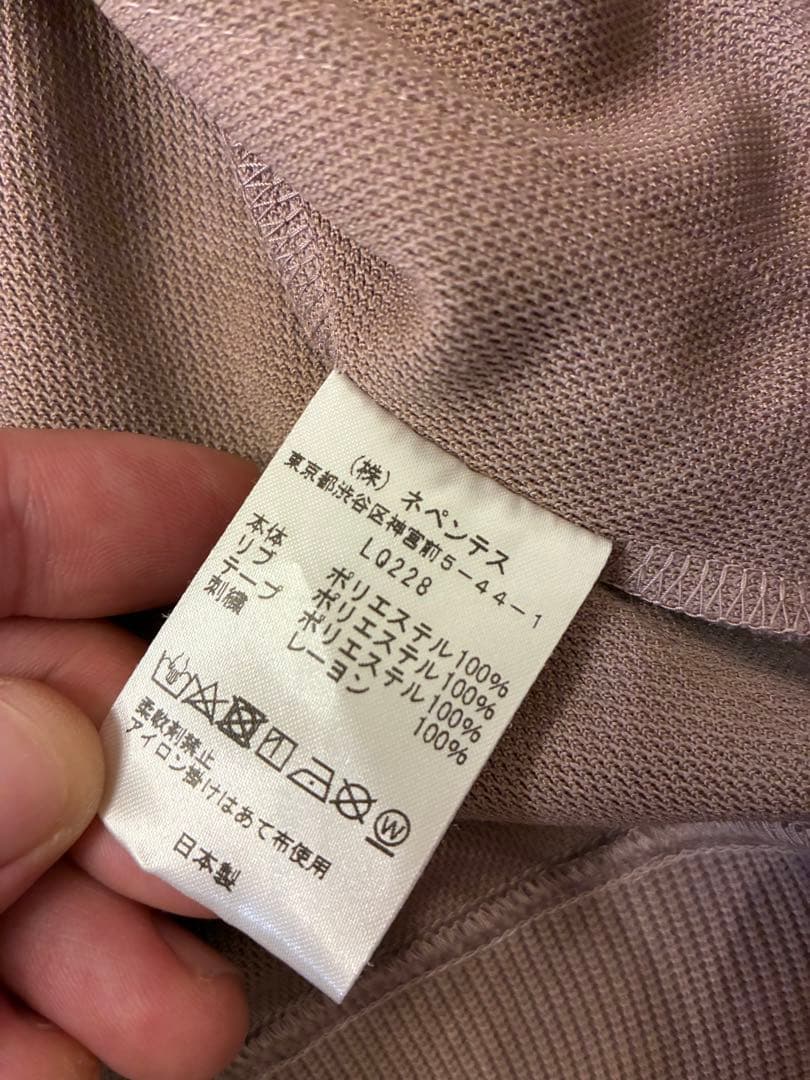 (株) ネペンテス
東京都渋谷区神宮前5-44-1
LQ228
本体 ポリエステル100%
リブ ポリエステル100%
テープ ポリエステル100%
刺繍 レーヨン 100%
W
柔軟剤禁止
アイロン掛けはあて布使用
日本製